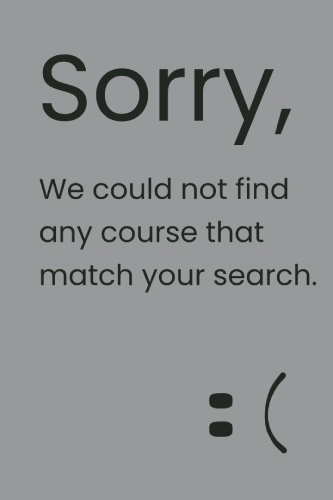 Sorry,
We could not find
any course that
match your search.
:(